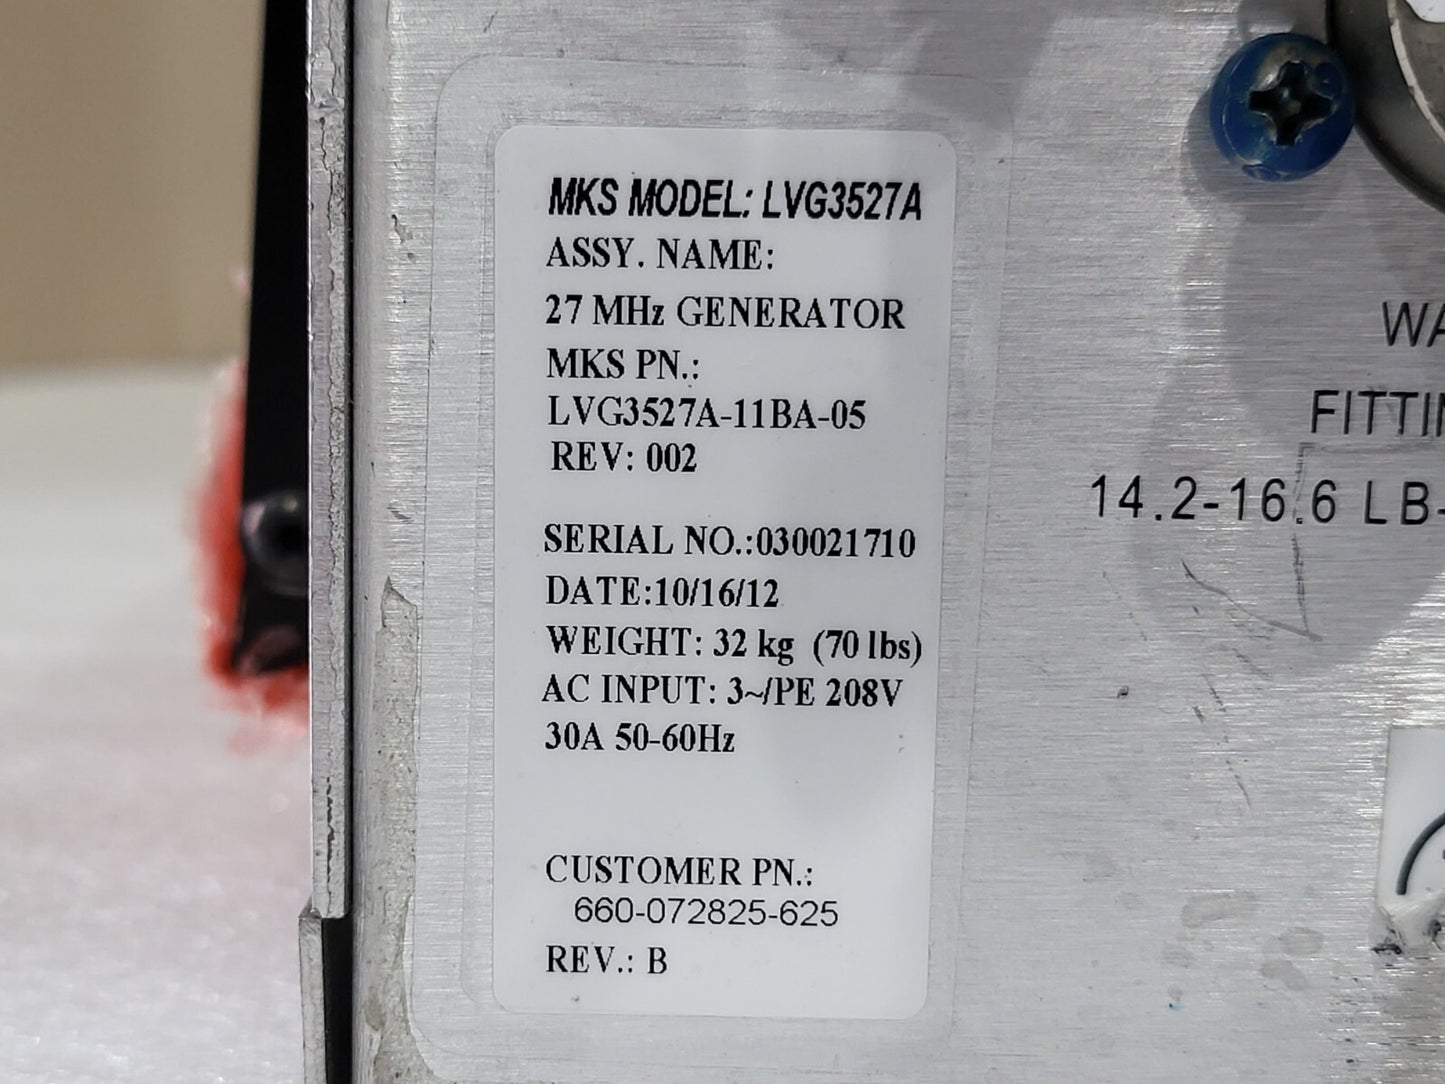 MKS MODEL: LVG3527A
ASSY. NAME:
27 MHz GENERATOR
MKS PN.:
LVG3527A-11BA-05
REV: 002
SERIAL NO.:030021710
DATE:10/16/12
WEIGHT: 32 kg (70 lbs)
AC INPUT: 3~/PE 208V
30A 50-60Hz
CUSTOMER PN.:
660-072825-625
REV.: B
14.2-16.6 LB-